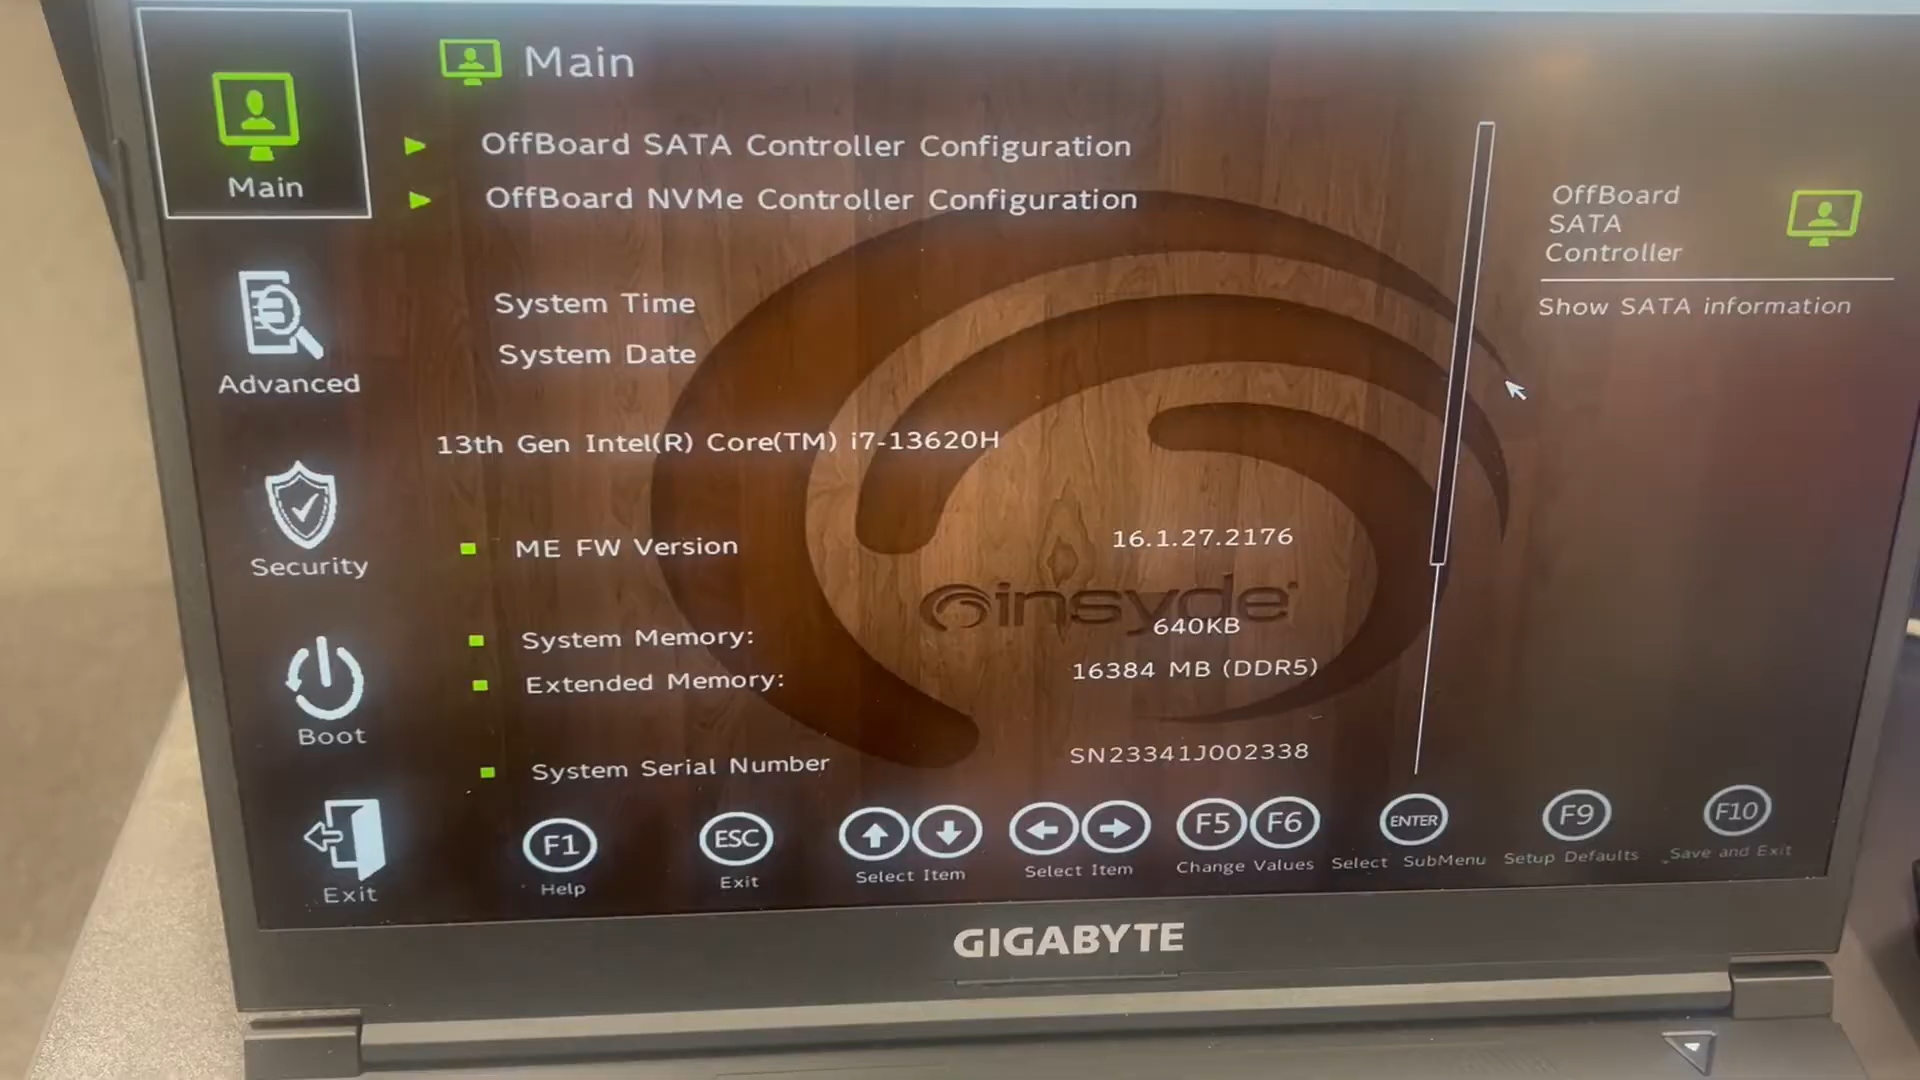 Main
Main
OffBoard SATA Controller Configuration
OffBoard NVMe Controller Configuration
OffBoard
SATA
Controller
Show SATA information
System Time
System Date
Advanced
13th Gen Intel(R) Core(TM) i7-13620H
Security
ME FW Version 16.1.27.2176
insyde
System Memory: 640KB
Extended Memory: 16384 MB (DDR5)
Boot
System Serial Number SN23341J002338
Exit
F1 Help
ESC Exit
Select Item
Select Item
F5 F6 Change Values
ENTER Select SubMenu
F9 Setup Defaults
F10 Save and Exit
GIGABYTE